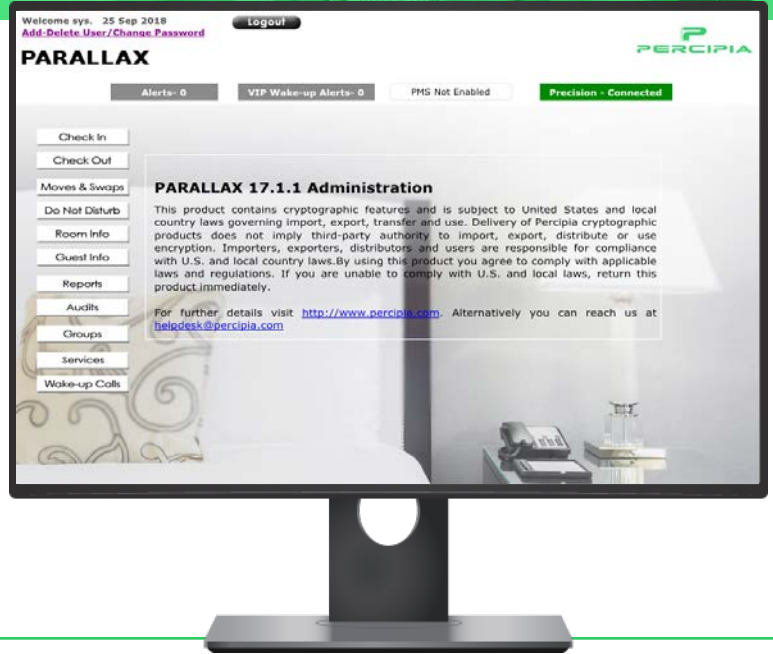 Welcome sys. 25 Sep 2018
Logout
Add-Delete User/Change Password
PARALLAX
PERCIPIA
Alerts- 0
VIP Wake-up Alerts- 0
PMS Not Enabled
Precision - Connected
Check In
Check Out
Moves & Swaps
Do Not Disturb
Room Info
Guest Info
Reports
Audits
Groups
Services
Wake-up Calls
PARALLAX 17.1.1 Administration
This product contains cryptographic features and is subject to United States and local
country laws governing import, export, transfer and use. Delivery of Percipia cryptographic
products does not imply third-party authority to import, export, distribute or use
encryption. Importers, exporters, distributors and users are responsible for compliance
with U.S. and local country laws.By using this product you agree to comply with applicable
laws and regulations. If you are unable to comply with U.S. and local laws, return this
product immediately.
For further details visit http://www.percipia.com. Alternatively you can reach us at
helpdesk@percipia.com